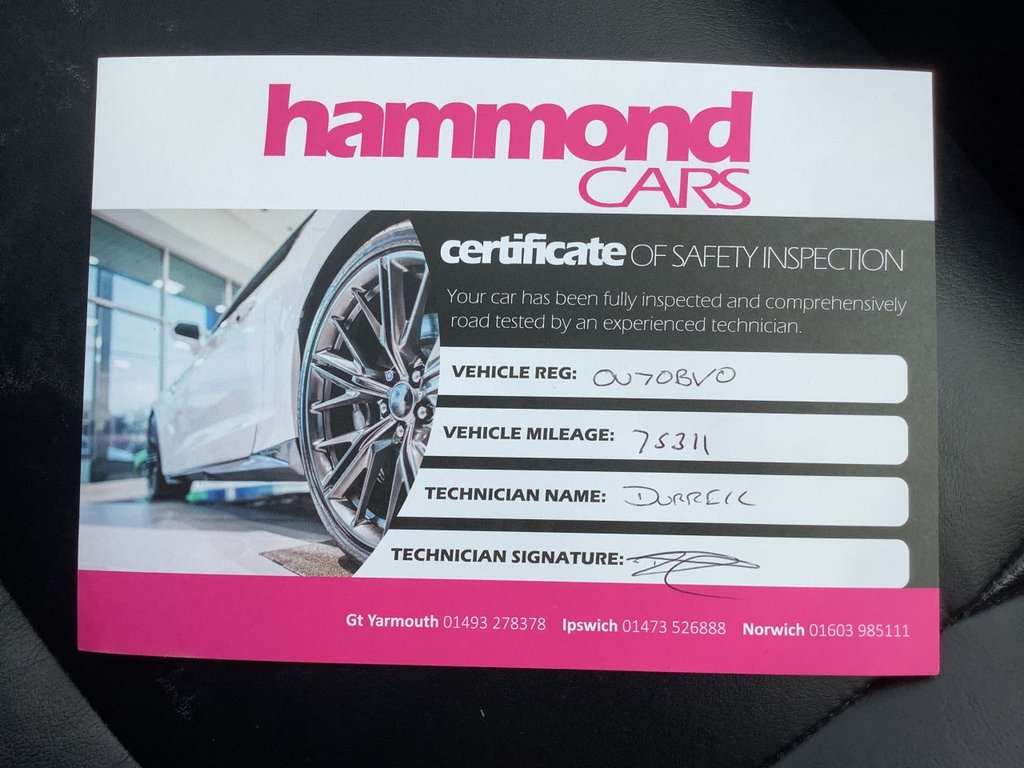 hammond
CARS
certificate OF SAFETY INSPECTION
Your car has been fully inspected and comprehensively
road tested by an experienced technician.
VEHICLE REG: OU70BVO
VEHICLE MILEAGE: 75311
TECHNICIAN NAME: DURRELL
TECHNICIAN SIGNATURE:
Gt Yarmouth 01493 278378 Ipswich 01473 526888 Norwich 01603 985111